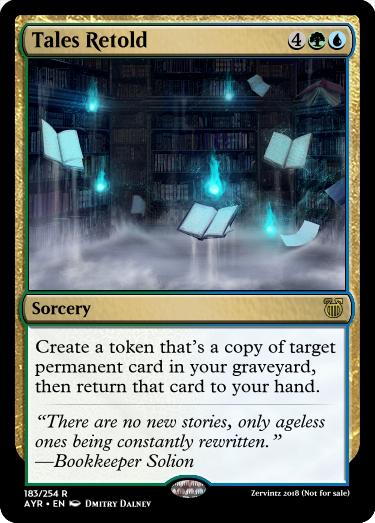 Tales Retold 4
Sorcery
Create a token that's a copy of target
permanent card in your graveyard,
then return that card to your hand.
“There are no new stories, only ageless
ones being constantly rewritten.”
—Bookkeeper Solion
183/254 R
Zervintz 2018 (Not for sale)
AYR • EN Dmitry Dalnev